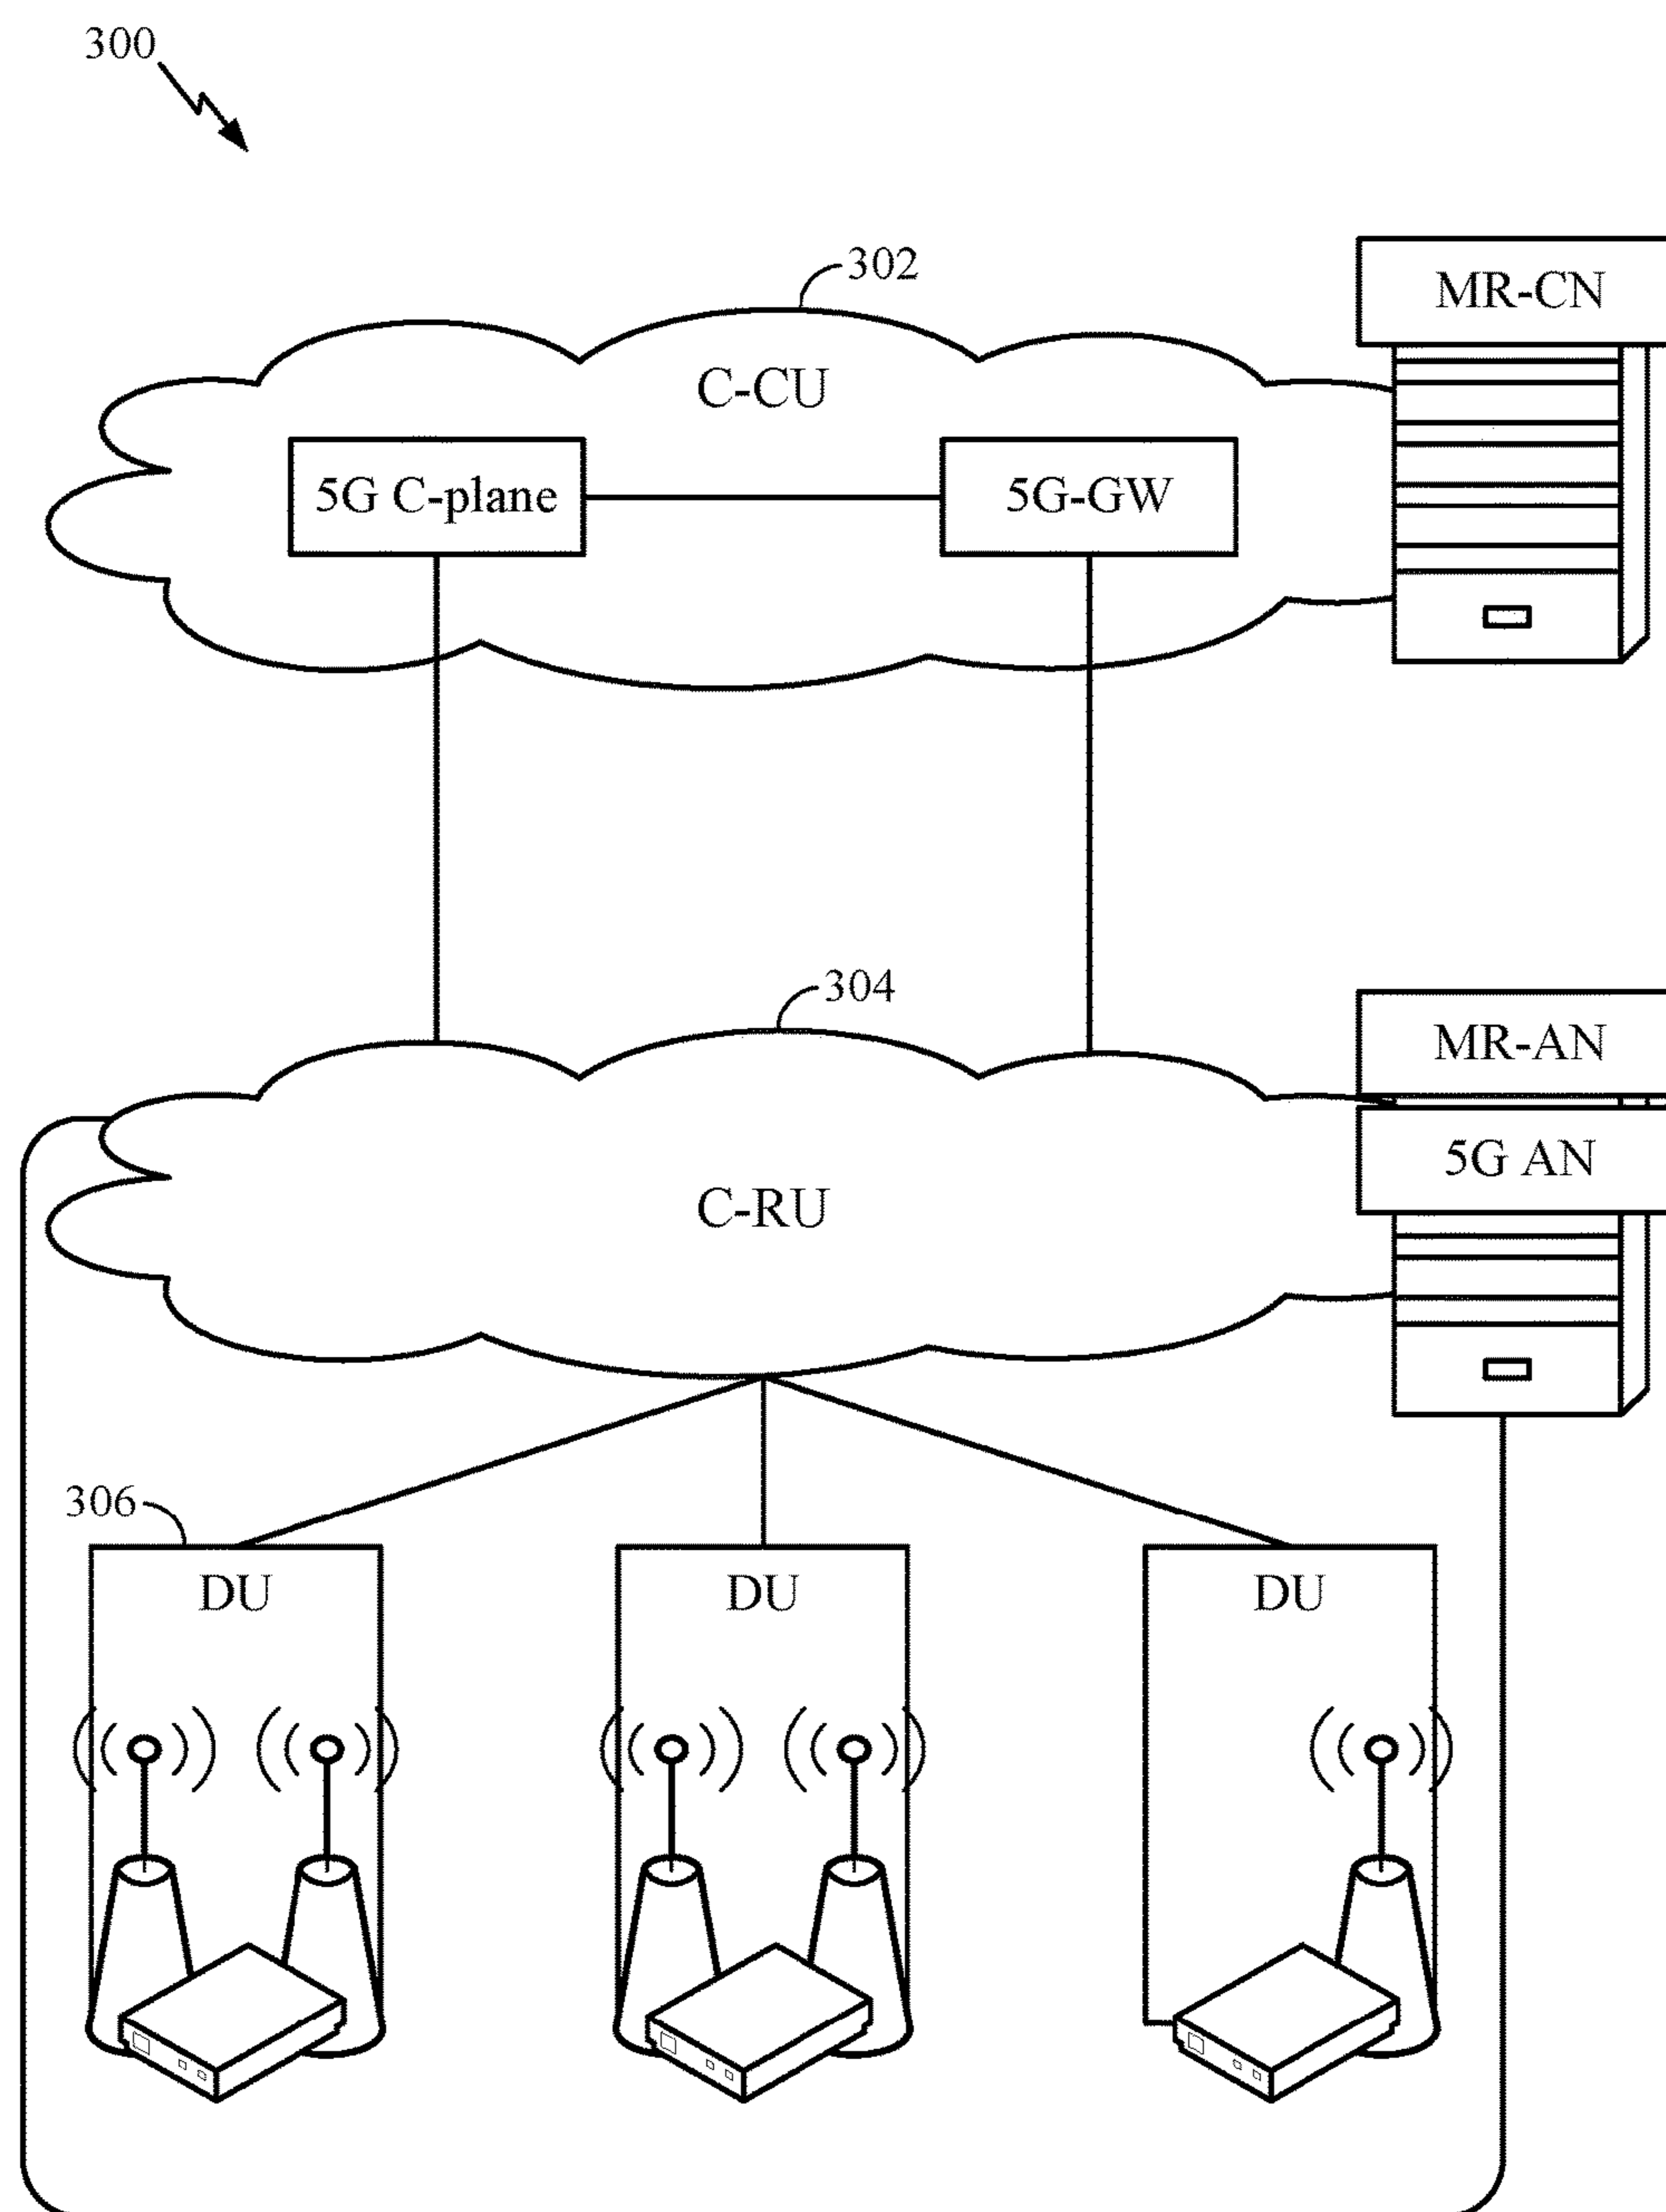 300
302
MR-CN
C-CU
5G C-plane
5G-GW
304
MR-AN
5G AN
C-RU
306
DU
DU
DU